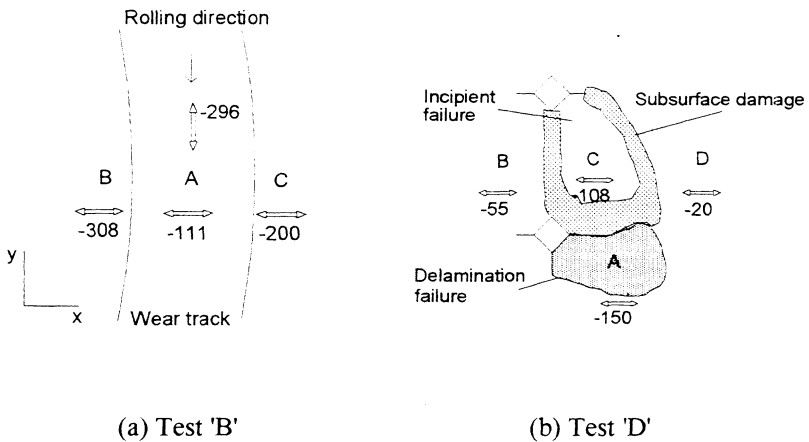 Rolling direction
-296
B
A
C
-308
-111
-200
y
x
Wear track
(a) Test 'B'
Incipient
failure
Subsurface damage
B
C
D
-55
-108
-20
A
Delamination
failure
-150
(b) Test 'D'